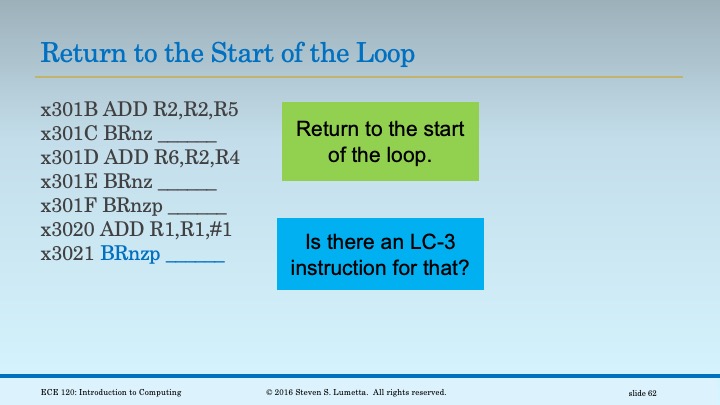 Return to the Start of the Loop
x301B ADD R2,R2,R5
x301C BRnz ______
x301D ADD R6,R2,R4
x301E BRnz ______
x301F BRnzp ______
x3020 ADD R1,R1,#1
x3021 BRnzp ______
Return to the start
of the loop.
Is there an LC-3
instruction for that?
ECE 120: Introduction to Computing
© 2016 Steven S. Lumetta. All rights reserved.
slide 62